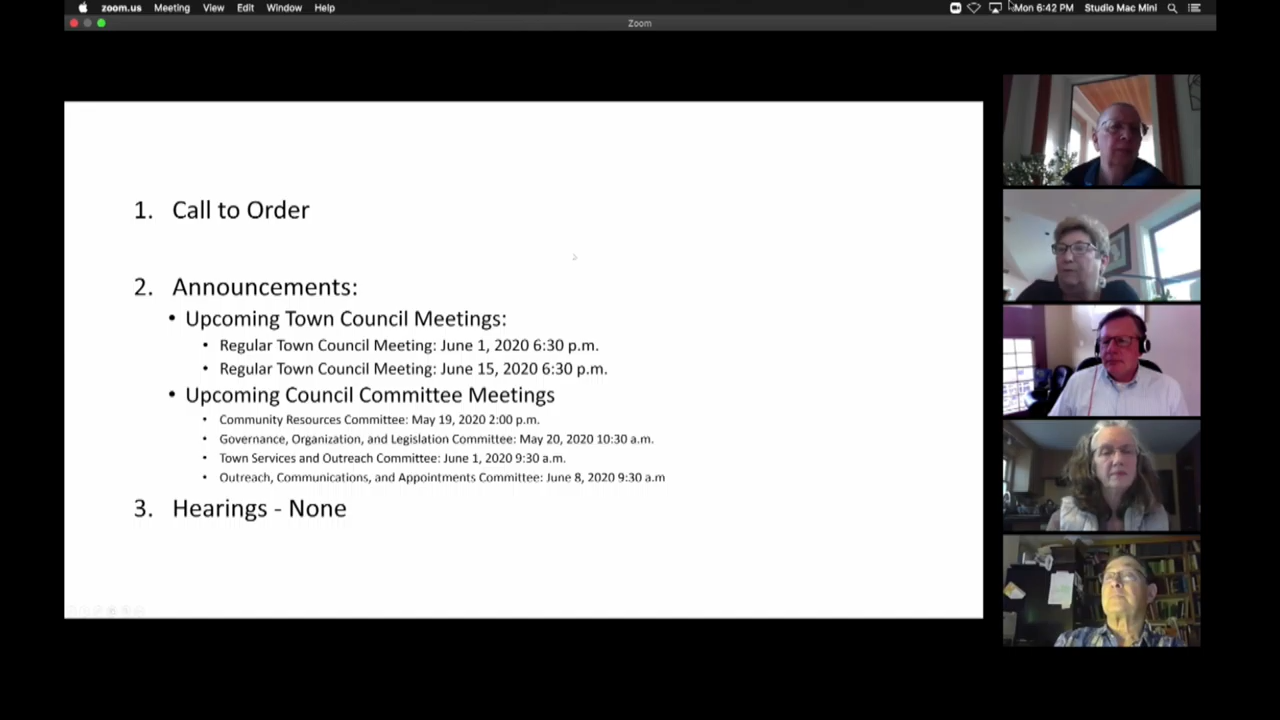 zoom.us Meeting View Edit Window Help Mon 6:42 PM Studio Mac Mini
Zoom
1. Call to Order
2. Announcements:
• Upcoming Town Council Meetings:
• Regular Town Council Meeting: June 1, 2020 6:30 p.m.
• Regular Town Council Meeting: June 15, 2020 6:30 p.m.
• Upcoming Council Committee Meetings
• Community Resources Committee: May 19, 2020 2:00 p.m.
• Governance, Organization, and Legislation Committee: May 20, 2020 10:30 a.m.
• Town Services and Outreach Committee: June 1, 2020 9:30 a.m.
• Outreach, Communications, and Appointments Committee: June 8, 2020 9:30 a.m
3. Hearings - None